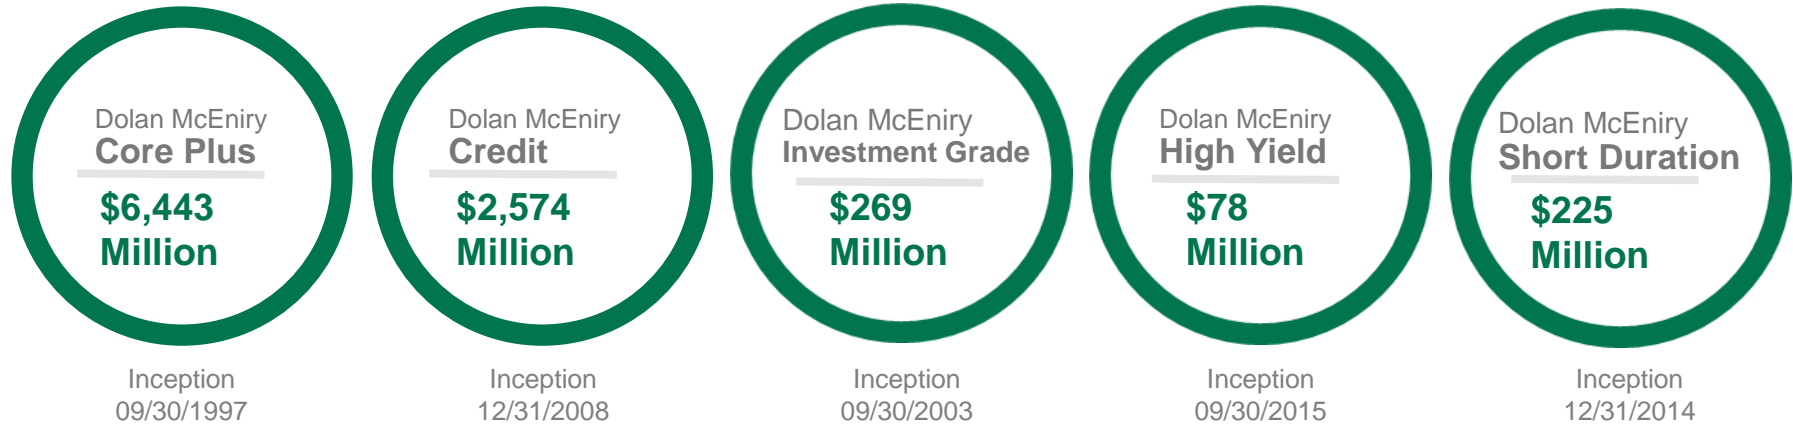 Dolan McEniry
Core Plus
$6,443
Million
Inception
09/30/1997
Dolan McEniry
Credit
$2,574
Million
Inception
12/31/2008
Dolan McEniry
Investment Grade
$269
Million
Inception
09/30/2003
Dolan McEniry
High Yield
$78
Million
Inception
09/30/2015
Dolan McEniry
Short Duration
$225
Million
Inception
12/31/2014